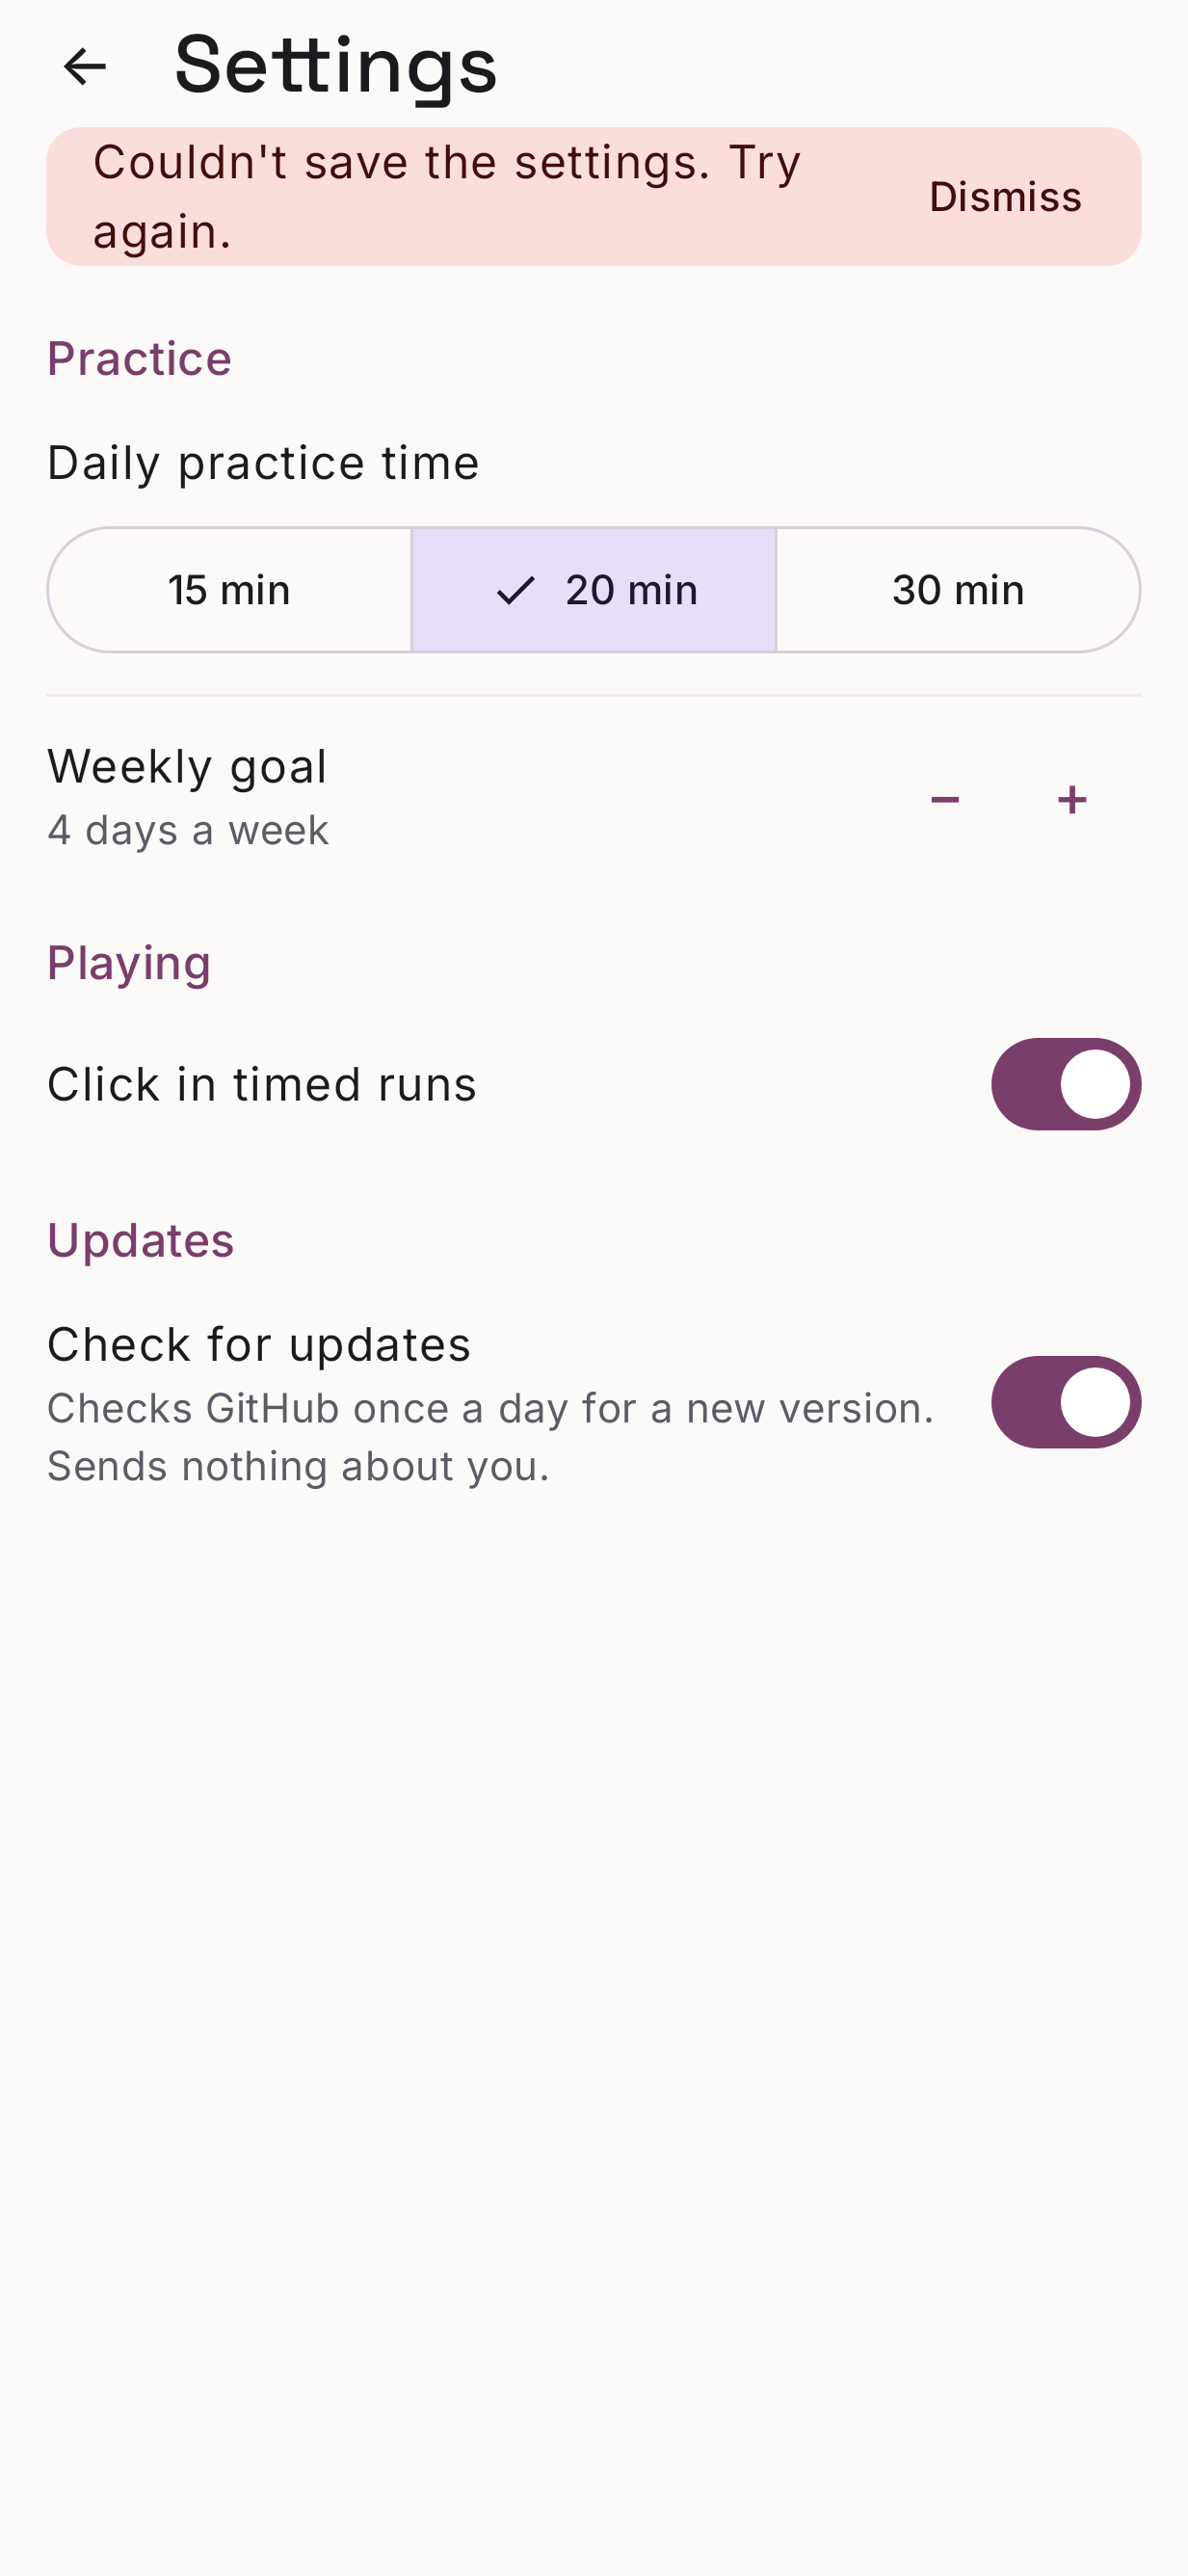 Settings
Couldn't save the settings. Try
again.
Dismiss
Practice
Daily practice time
15 min
20 min
30 min
Weekly goal
4 days a week
Playing
Click in timed runs
Updates
Check for updates
Checks GitHub once a day for a new version.
Sends nothing about you.